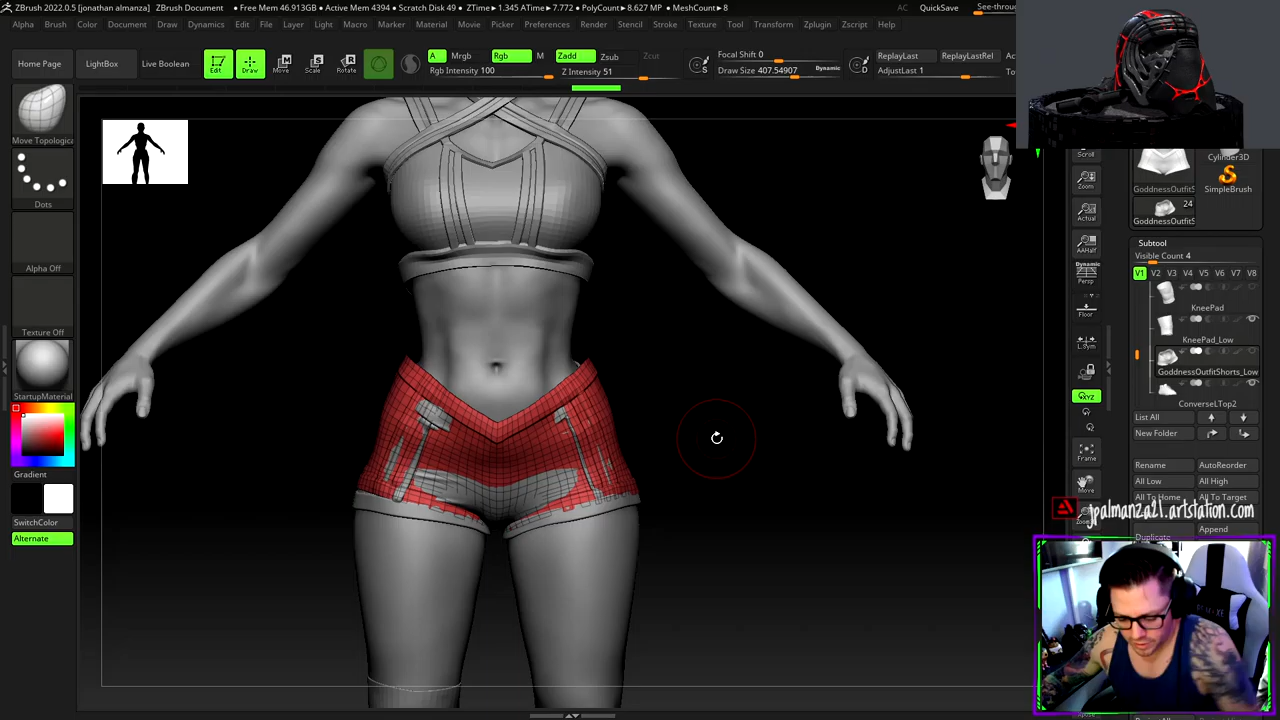 ZBrush 2022.0.5 [jonathan almanza]   ZBrush Document   ● Free Mem 46.913GB ● Active Mem 4394 ● Scratch Disk 49 ● ZTime▸1.345 ATime▸7.772 ● PolyCount▸8.627 MP ● MeshCount▸8   AC   QuickSave   See-throu
Alpha Brush Color Document Draw Dynamics Edit File Layer Light Macro Marker Material Movie Picker Preferences Render Stencil Stroke Texture Tool Transform Zplugin Zscript Help
Home Page
LightBox
Live Boolean
Edit
Draw
Move
Scale
Rotate
A
Mrgb
Rgb
M
Rgb Intensity 100
Zadd
Zsub
Zcut
Z Intensity 51
S
Focal Shift 0
Draw Size 407.54907
Dynamic
D
ReplayLast
ReplayLastRel
AdjustLast 1
Move Topologica
Dots
Alpha Off
Texture Off
StartupMaterial
Gradient
SwitchColor
Alternate
Scroll
Zoom
Actual
AAHalf
Dynamic
Persp
Floor
L.Sym
XYZ
Frame
Move
Cylinder3D
GoddnessOutfitS
SimpleBrush
24
GoddnessOutfitS
Subtool
Visible Count 4
V1 V2 V3 V4 V5 V6 V7 V8
KneePad
KneePad_Low
GoddnessOutfitShorts_Low
ConverseLTop2
List All
New Folder
Rename
AutoReorder
All Low
All High
All To Home
All To Target
jpalmanza21.artstation.com
Duplicate
Append